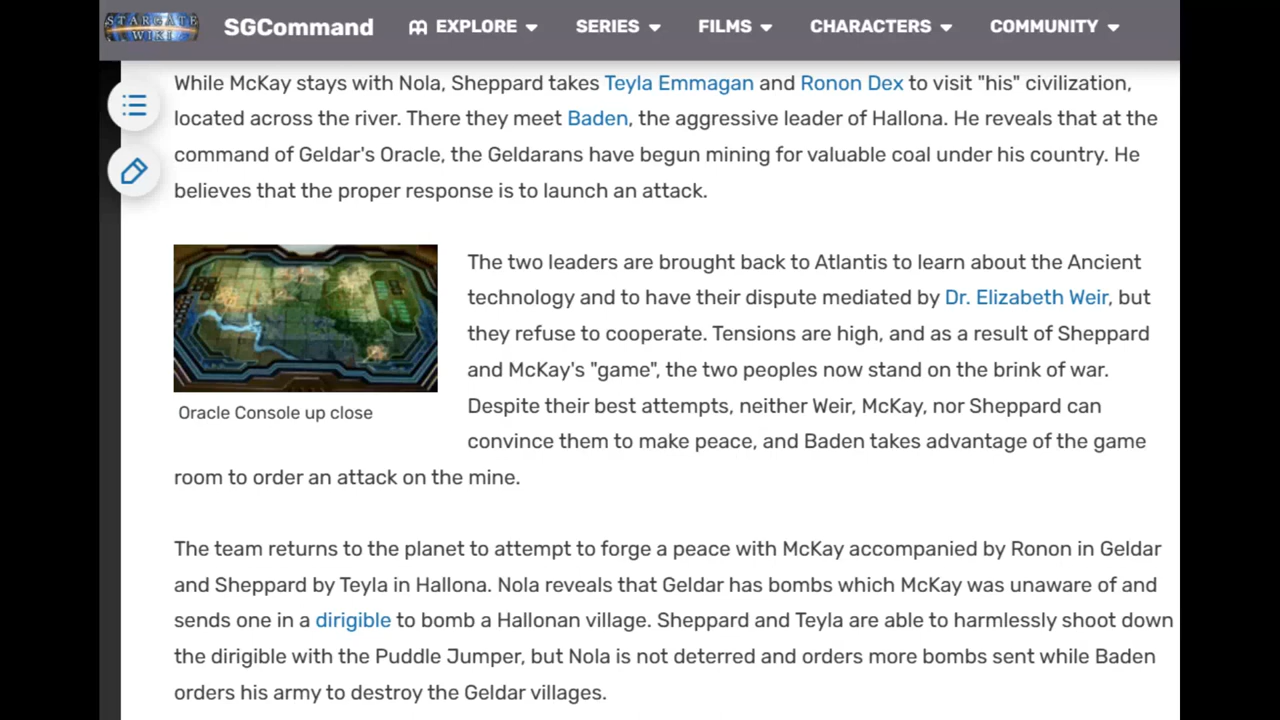 STARGATE
WIKI
SGCommand
EXPLORE
SERIES
FILMS
CHARACTERS
COMMUNITY
While McKay stays with Nola, Sheppard takes Teyla Emmagan and Ronon Dex to visit "his" civilization,
located across the river. There they meet Baden, the aggressive leader of Hallona. He reveals that at the
command of Geldar's Oracle, the Geldarans have begun mining for valuable coal under his country. He
believes that the proper response is to launch an attack.
The two leaders are brought back to Atlantis to learn about the Ancient
technology and to have their dispute mediated by Dr. Elizabeth Weir, but
they refuse to cooperate. Tensions are high, and as a result of Sheppard
and McKay's "game", the two peoples now stand on the brink of war.
Despite their best attempts, neither Weir, McKay, nor Sheppard can
convince them to make peace, and Baden takes advantage of the game
room to order an attack on the mine.
Oracle Console up close
The team returns to the planet to attempt to forge a peace with McKay accompanied by Ronon in Geldar
and Sheppard by Teyla in Hallona. Nola reveals that Geldar has bombs which McKay was unaware of and
sends one in a dirigible to bomb a Hallonan village. Sheppard and Teyla are able to harmlessly shoot down
the dirigible with the Puddle Jumper, but Nola is not deterred and orders more bombs sent while Baden
orders his army to destroy the Geldar villages.